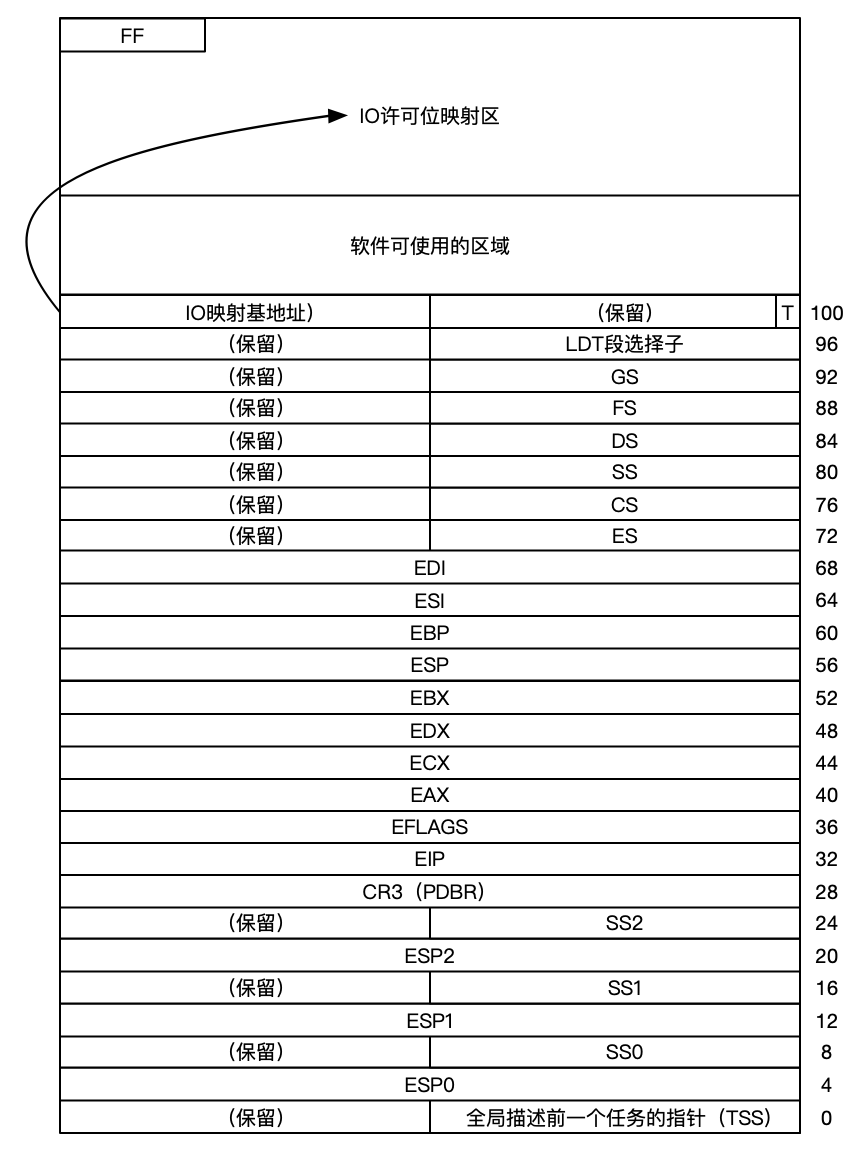 FF
IO许可位映射区
软件可使用的区域
IO映射基地址） （保留） T 100
（保留） LDT段选择子 96
（保留） GS 92
（保留） FS 88
（保留） DS 84
（保留） SS 80
（保留） CS 76
（保留） ES 72
EDI 68
ESI 64
EBP 60
ESP 56
EBX 52
EDX 48
ECX 44
EAX 40
EFLAGS 36
EIP 32
CR3（PDBR） 28
（保留） SS2 24
ESP2 20
（保留） SS1 16
ESP1 12
（保留） SS0 8
ESP0 4
（保留） 全局描述前一个任务的指针（TSS） 0